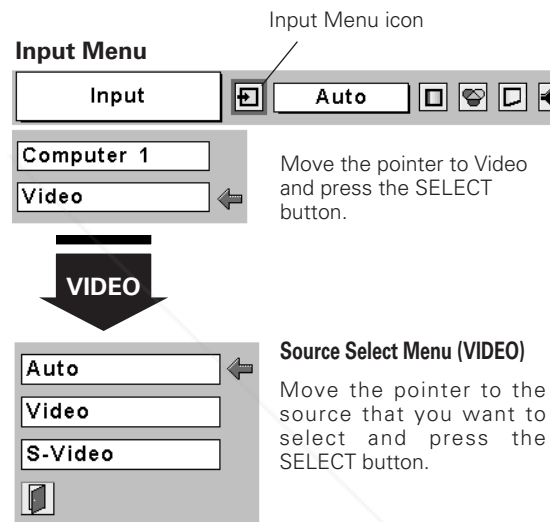 Input Menu icon
Input Menu
Input
Auto
Computer 1
Video
Move the pointer to Video
and press the SELECT
button.
VIDEO
Auto
Video
S-Video
Source Select Menu (VIDEO)
Move the pointer to the
source that you want to
select and press the
SELECT button.